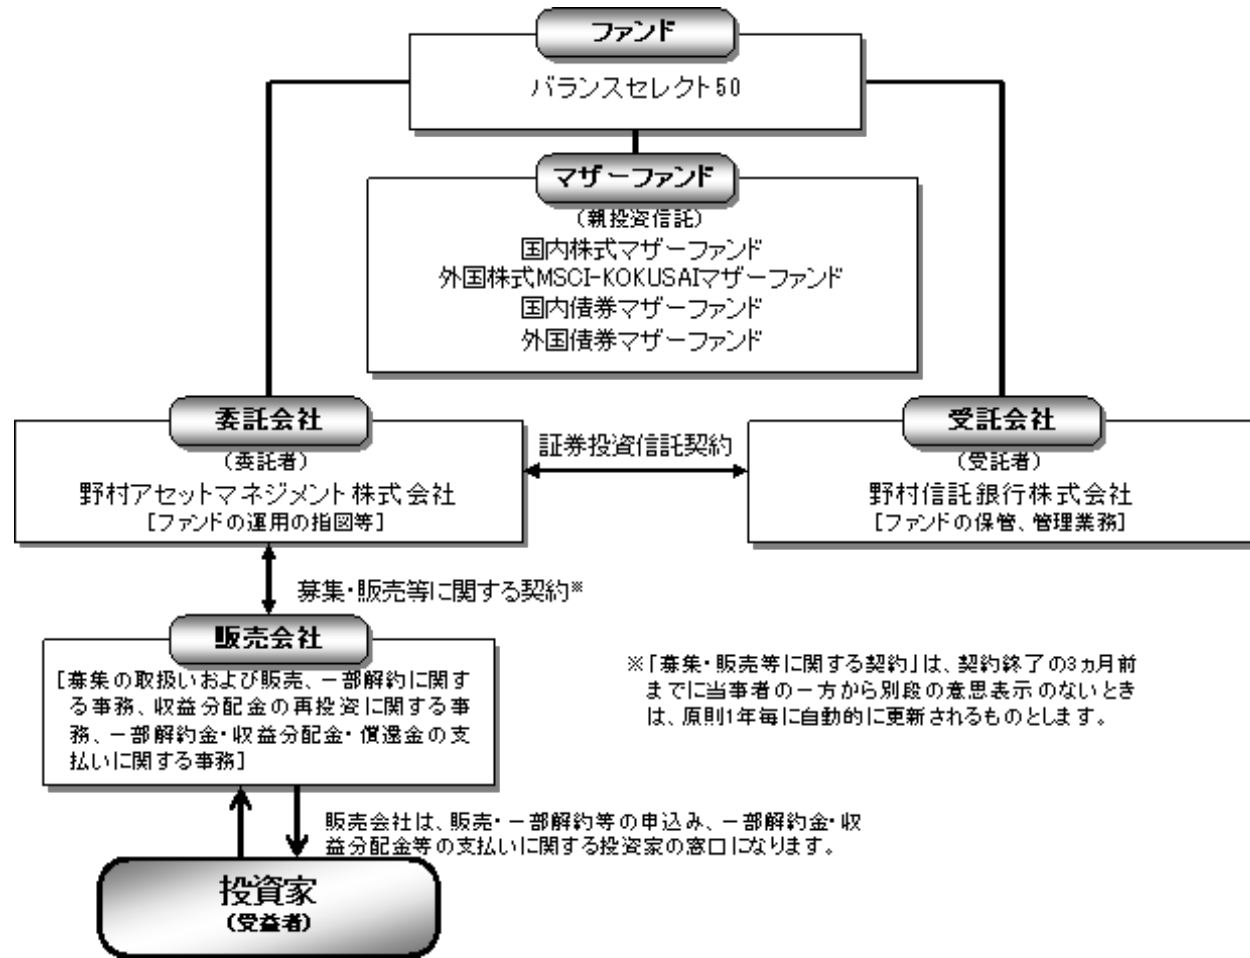 ファンド
バランスセレクト50
マザーファンド
(親投資信託)
国内株式マザーファンド
外国株式MSCI-KOKUSAIマザーファンド
国内債券マザーファンド
外国債券マザーファンド
委託会社
(委託者)
野村アセットマネジメント株式会社
[ファンドの運用の指図等]
証券投資信託契約
受託会社
(受託者)
野村信託銀行株式会社
[ファンドの保管、管理業務]
募集・販売等に関する契約※
販売会社
[募集の取扱いおよび販売、一部解約に関す
る事務、収益分配金の再投資に関する事
務、一部解約金・収益分配金・償還金の支
払いに関する事務]
※「募集・販売等に関する契約」は、契約終了の3ヵ月前
までに当事者の一方から別段の意思表示のないとき
は、原則1年毎に自動的に更新されるものとします。
販売会社は、販売・一部解約等の申込み、一部解約金・収
益分配金等の支払いに関する投資家の窓口になります。
投資家
(受益者)